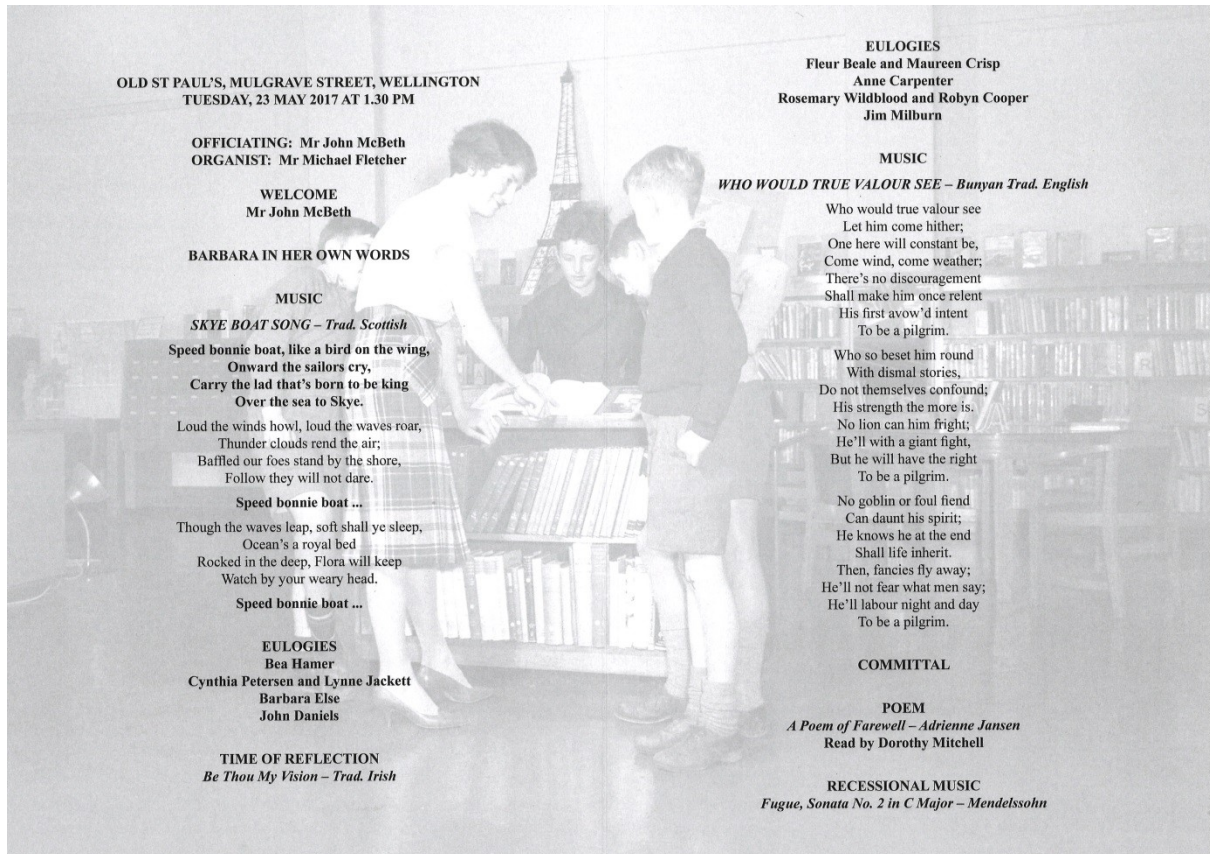 OLD ST PAUL'S, MULGRAVE STREET, WELLINGTON
TUESDAY, 23 MAY 2017 AT 1.30 PM
OFFICIATING: Mr John McBeth
ORGANIST: Mr Michael Fletcher
WELCOME
Mr John McBeth
BARBARA IN HER OWN WORDS
MUSIC
SKYE BOAT SONG – Trad. Scottish
Speed bonnie boat, like a bird on the wing,
Onward the sailors cry,
Carry the lad that's born to be king
Over the sea to Skye.
Loud the winds howl, loud the waves roar,
Thunder clouds rend the air;
Baffled our foes stand by the shore,
Follow they will not dare.
Speed bonnie boat ...
Though the waves leap, soft shall ye sleep,
Ocean's a royal bed
Rocked in the deep, Flora will keep
Watch by your weary head.
Speed bonnie boat ...
EULOGIES
Bea Hamer
Cynthia Petersen and Lynne Jackett
Barbara Else
John Daniels
TIME OF REFLECTION
Be Thou My Vision – Trad. Irish
EULOGIES
Fleur Beale and Maureen Crisp
Anne Carpenter
Rosemary Wildblood and Robyn Cooper
Jim Milburn
MUSIC
WHO WOULD TRUE VALOUR SEE – Bunyan Trad. English
Who would true valour see
Let him come hither;
One here will constant be,
Come wind, come weather;
There's no discouragement
Shall make him once relent
His first avow'd intent
To be a pilgrim.
Who so beset him round
With dismal stories,
Do not themselves confound;
His strength the more is.
No lion can him fright;
He'll with a giant fight,
But he will have the right
To be a pilgrim.
No goblin or foul fiend
Can daunt his spirit;
He knows he at the end
Shall life inherit.
Then, fancies fly away;
He'll not fear what men say;
He'll labour night and day
To be a pilgrim.
COMMITTAL
POEM
A Poem of Farewell – Adrienne Jansen
Read by Dorothy Mitchell
RECESSIONAL MUSIC
Fugue, Sonata No. 2 in C Major – Mendelssohn